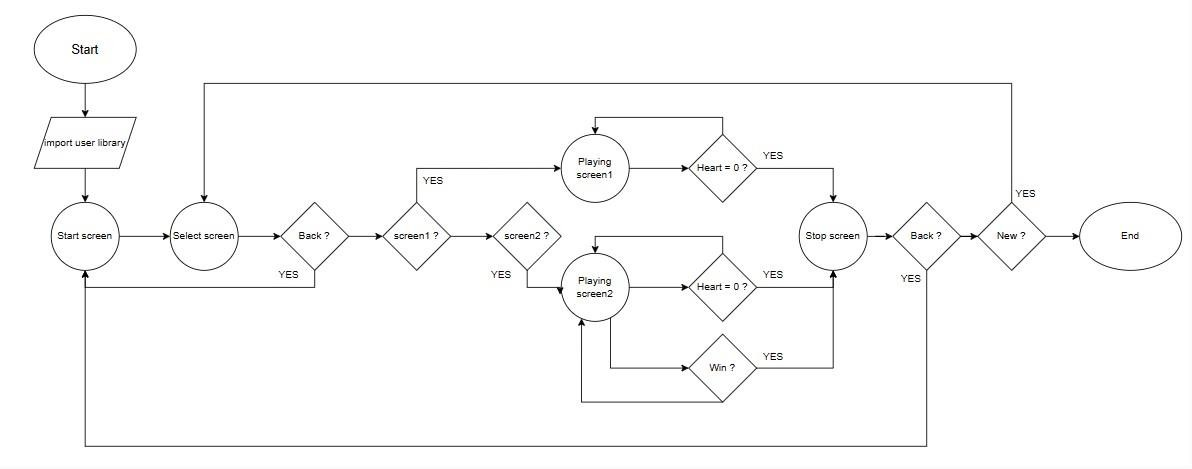 Start
import user library
Start screen
Select screen
Back ?
YES
screen1 ?
YES
screen2 ?
YES
Playing
screen1
Heart = 0 ?
YES
Playing
screen2
Heart = 0 ?
YES
Win ?
YES
Stop screen
Back ?
YES
New ?
YES
End